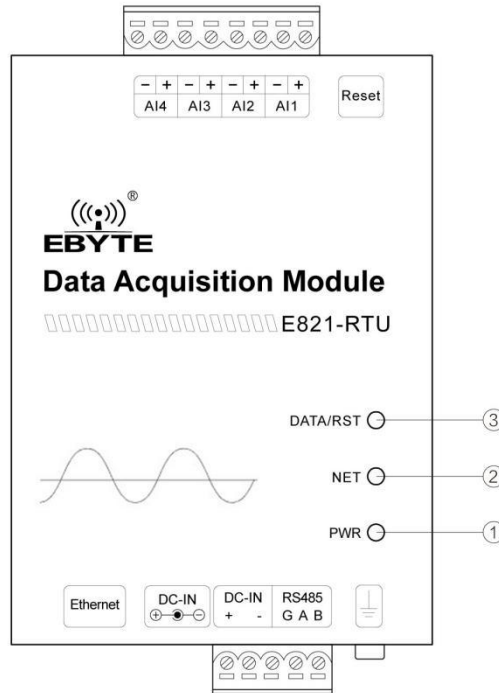 - + - + - + - +
AI4 AI3 AI2 AI1
Reset
®
EBYTE
Data Acquisition Module
E821-RTU
DATA/RST ③
NET ②
PWR ①
Ethernet
DC-IN
DC-IN
+ -
RS485
G A B